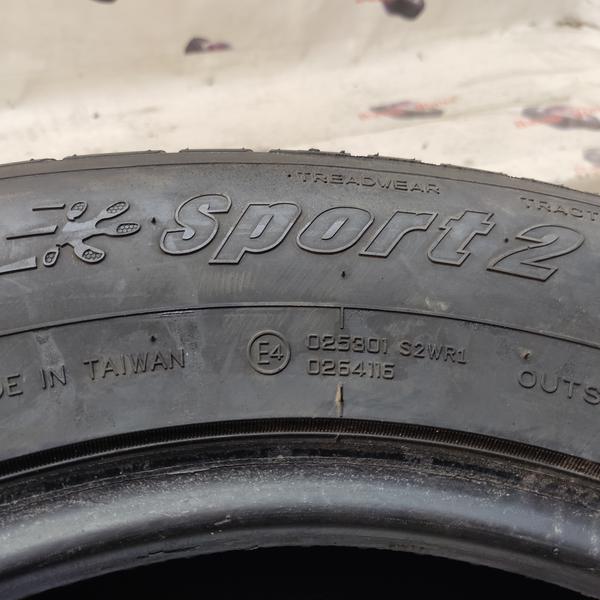 TREADWEAR TRACT
Sport 2
DE IN TAIWAN E4 025301 S2WR1 OUTS
0264116